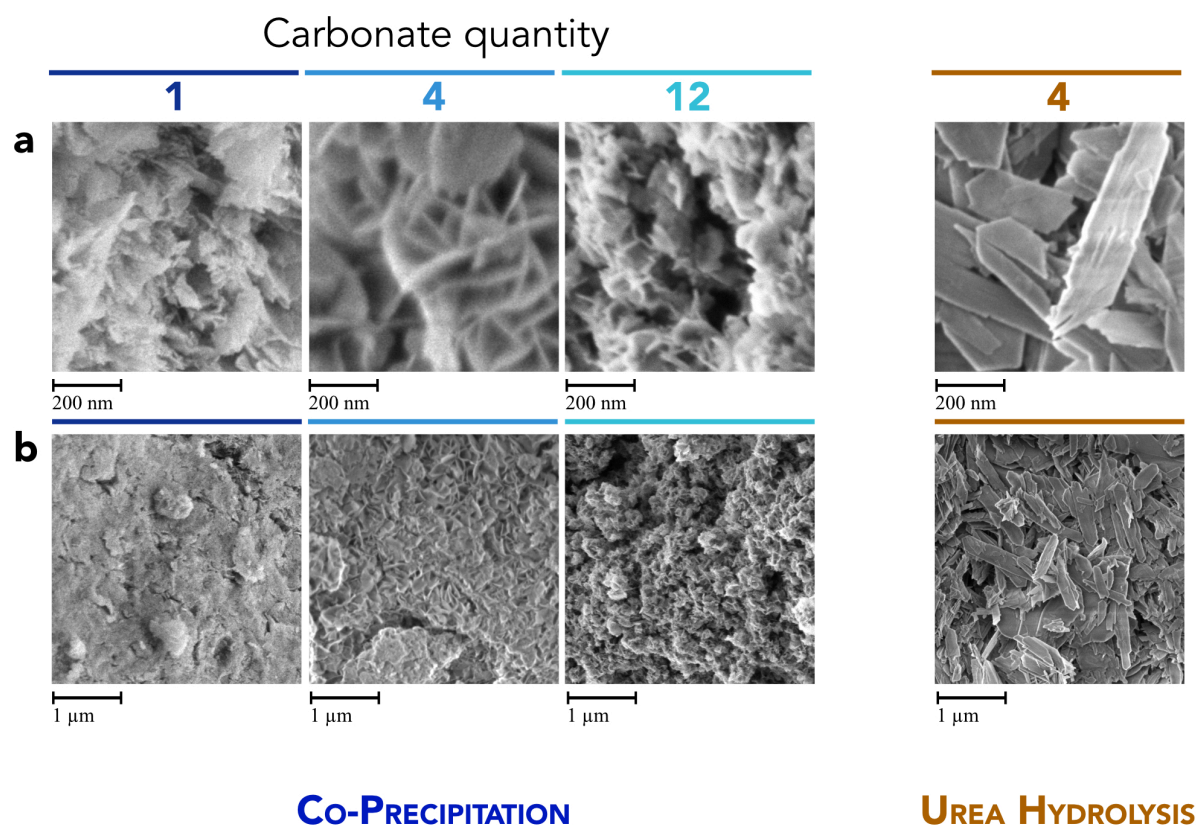 Carbonate quantity
1 4 12 4
a
200 nm 200 nm 200 nm 200 nm
b
1 µm 1 µm 1 µm 1 µm
Co-Precipitation Urea Hydrolysis